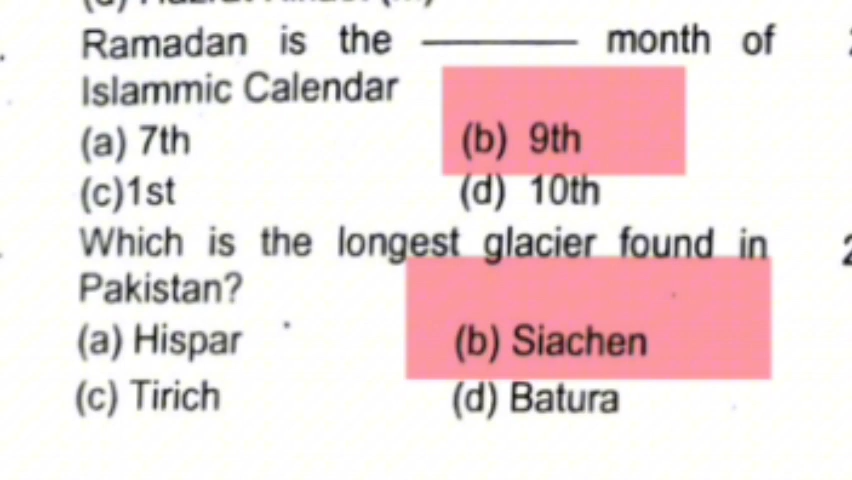 Ramadan is the ———— month of
Islammic Calendar
(a) 7th (b) 9th
(c)1st (d) 10th
Which is the longest glacier found in
Pakistan?
(a) Hispar (b) Siachen
(c) Tirich (d) Batura